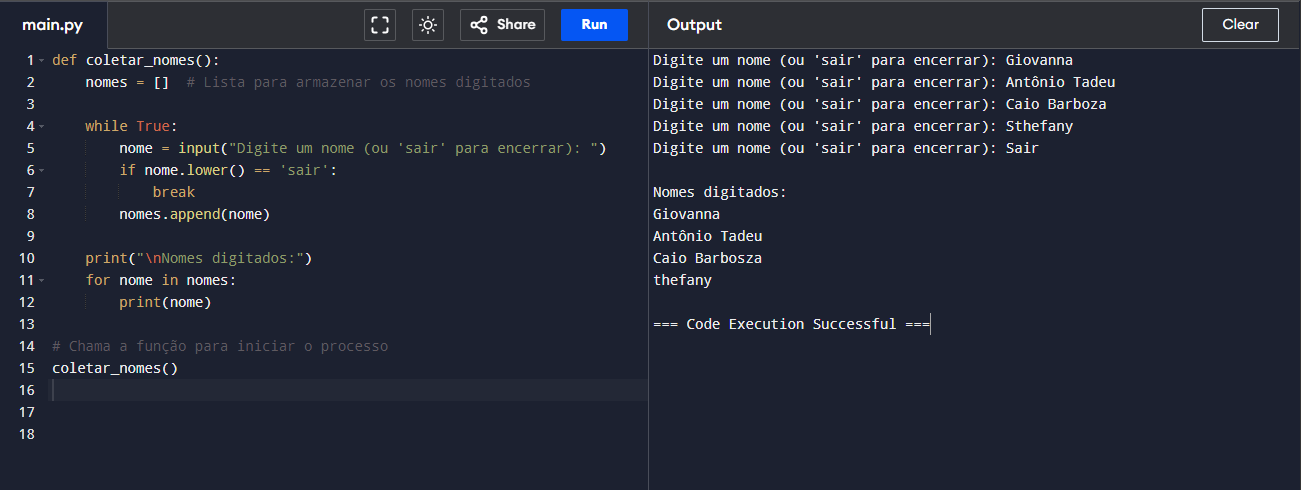 main.py
Share
Run
1 def coletar_nomes():
2     nomes = []  # Lista para armazenar os nomes digitados
3
4     while True:
5         nome = input("Digite um nome (ou 'sair' para encerrar): ")
6         if nome.lower() == 'sair':
7             break
8         nomes.append(nome)
9
10     print("\nNomes digitados:")
11     for nome in nomes:
12         print(nome)
13
14 # Chama a função para iniciar o processo
15 coletar_nomes()
16
17
18
Output
Clear
Digite um nome (ou 'sair' para encerrar): Giovanna
Digite um nome (ou 'sair' para encerrar): Antônio Tadeu
Digite um nome (ou 'sair' para encerrar): Caio Barboza
Digite um nome (ou 'sair' para encerrar): Sthefany
Digite um nome (ou 'sair' para encerrar): Sair
Nomes digitados:
Giovanna
Antônio Tadeu
Caio Barbosza
thefany
=== Code Execution Successful ===